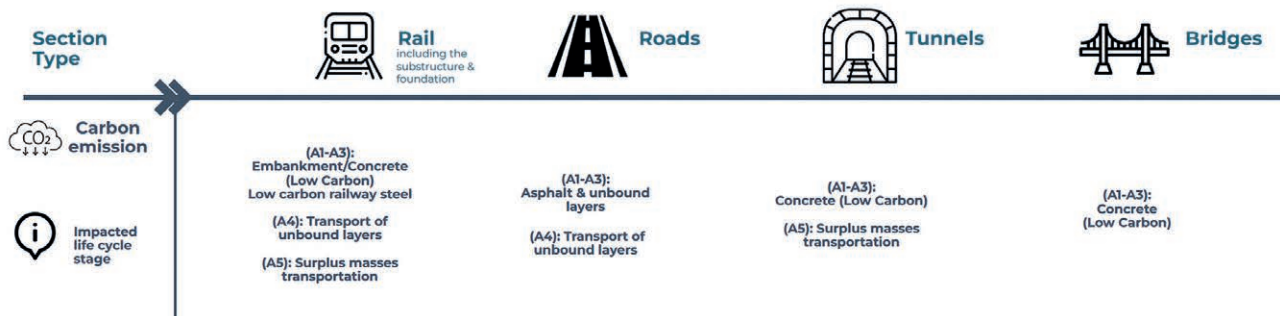 Section
Type
Rail
including the
substructure &
foundation
Roads
Tunnels
Bridges
CO₂
Carbon
emission
i
Impacted
life cycle
stage
(A1-A3):
Embankment/Concrete
(Low Carbon)
Low carbon railway steel
(A4): Transport of
unbound layers
(A5): Surplus masses
transportation
(A1-A3):
Asphalt & unbound
layers
(A4): Transport of
unbound layers
(A1-A3):
Concrete (Low Carbon)
(A5): Surplus masses
transportation
(A1-A3):
Concrete
(Low Carbon)